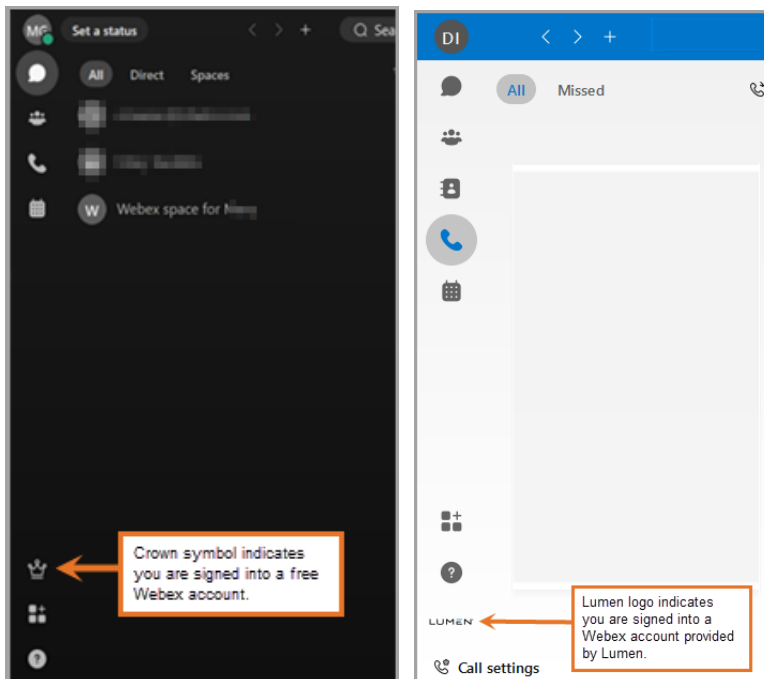 MG Set a status < > + Sea
All Direct Spaces
W Webex space for
Crown symbol indicates
you are signed into a free
Webex account.
?
DI < > +
All Missed
?
LUMEN
Lumen logo indicates
you are signed into a
Webex account provided
by Lumen.
Call settings